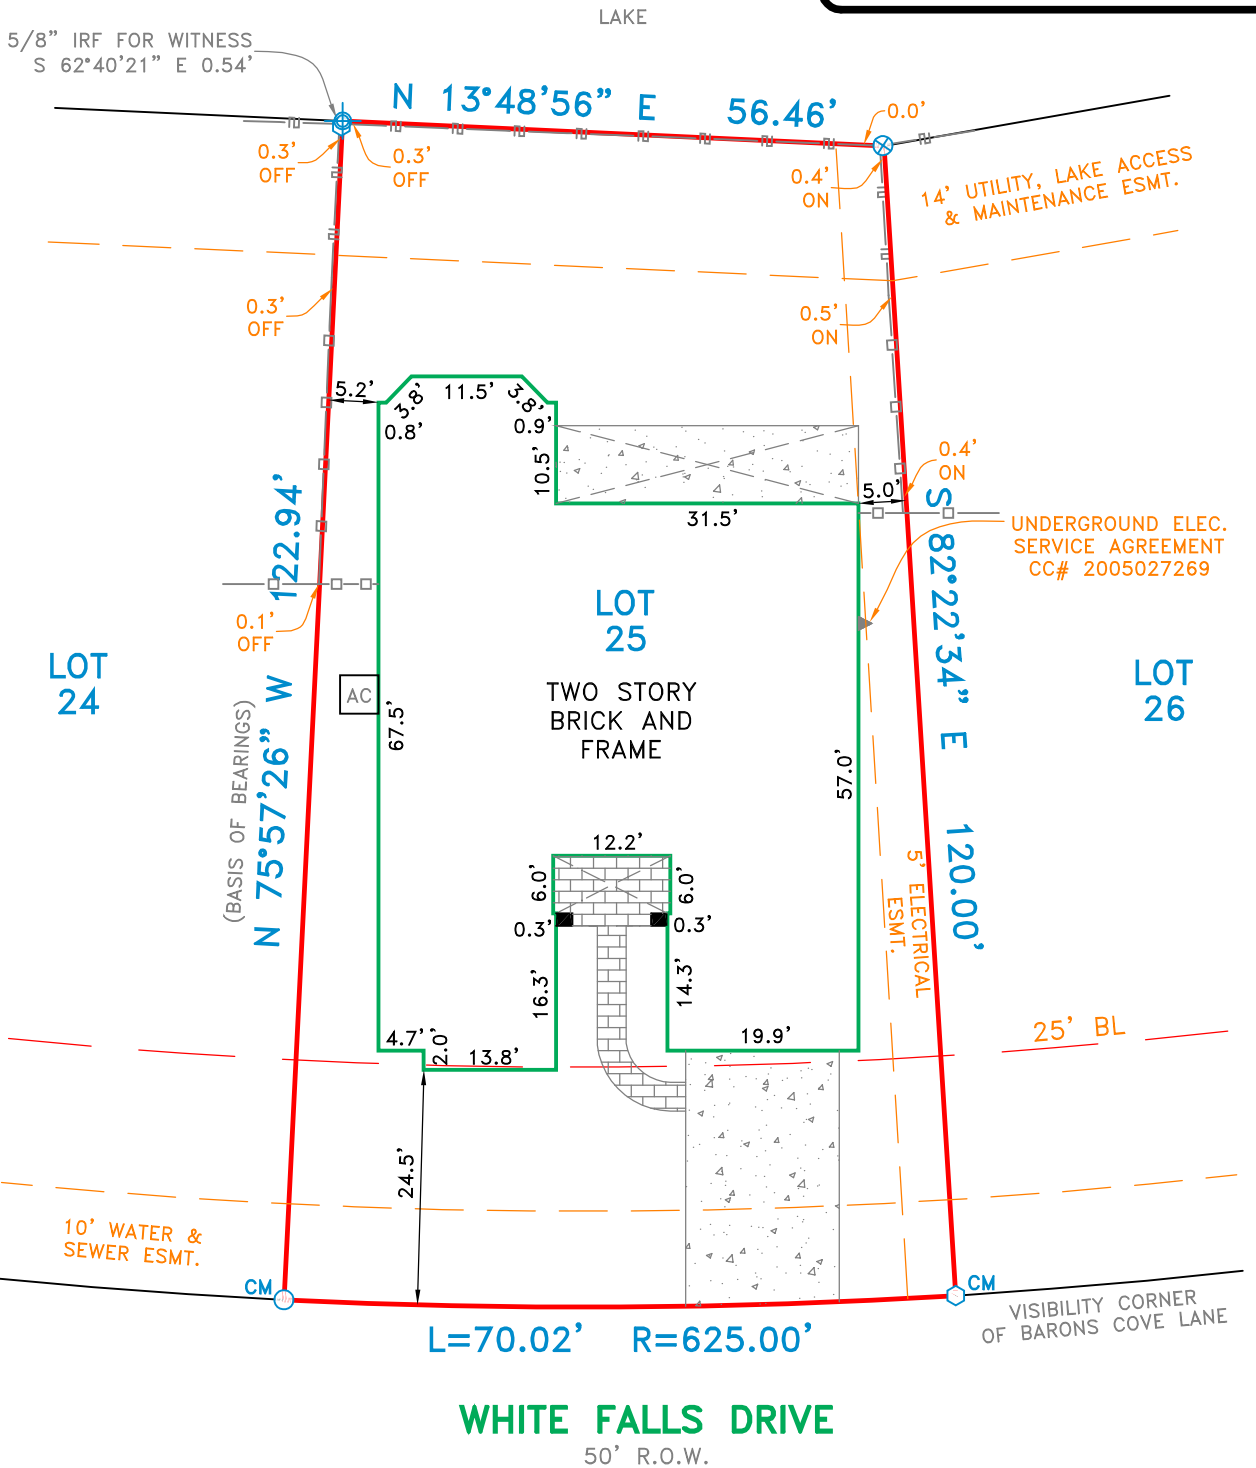 LAKE
5/8" IRF FOR WITNESS
S 62°40'21" E 0.54'
N 13°48'56" E 56.46'
0.0'
0.3'
OFF
0.3'
OFF
0.4'
ON
14' UTILITY, LAKE ACCESS
& MAINTENANCE ESMT.
0.3'
OFF
0.5'
ON
5.2'
3.8'
11.5'
3.8'
0.8'
0.9'
10.5'
0.4'
ON
5.0'
31.5'
UNDERGROUND ELEC.
SERVICE AGREEMENT
CC# 2005027269
0.1'
OFF
LOT
25
LOT
24
LOT
26
TWO STORY
BRICK AND
FRAME
AC
67.5'
57.0'
N 75°57'26" W 122.94'
(BASIS OF BEARINGS)
S 82°22'34" E 120.00'
12.2'
6.0'
6.0'
0.3'
0.3'
16.3'
14.3'
5' ELECTRICAL
ESMT.
4.7'
2.0'
13.8'
19.9'
25' BL
24.5'
10' WATER &
SEWER ESMT.
CM
CM
VISIBILITY CORNER
OF BARONS COVE LANE
L=70.02' R=625.00'
WHITE FALLS DRIVE
50' R.O.W.